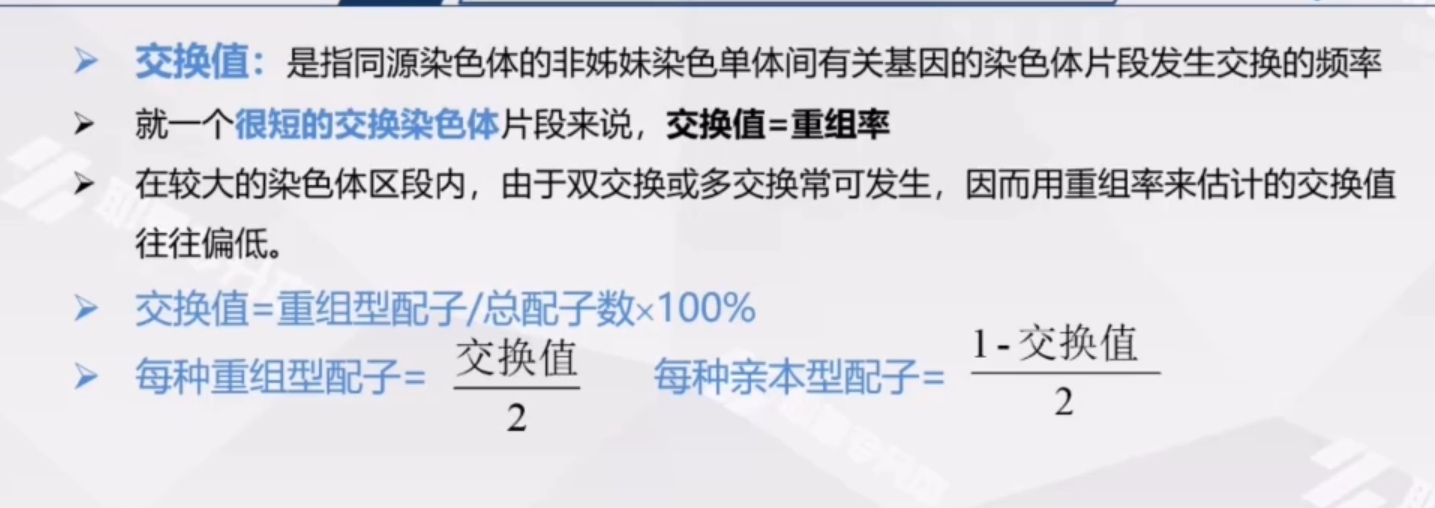 交换值：是指同源染色体的非姊妹染色单体间有关基因的染色体片段发生交换的频率
就一个很短的交换染色体片段来说，交换值=重组率
在较大的染色体区段内，由于双交换或多交换常可发生，因而用重组率来估计的交换值
往往偏低。
交换值=重组型配子/总配子数×100%
每种重组型配子= 交换值/2 每种亲本型配子= 1-交换值/2